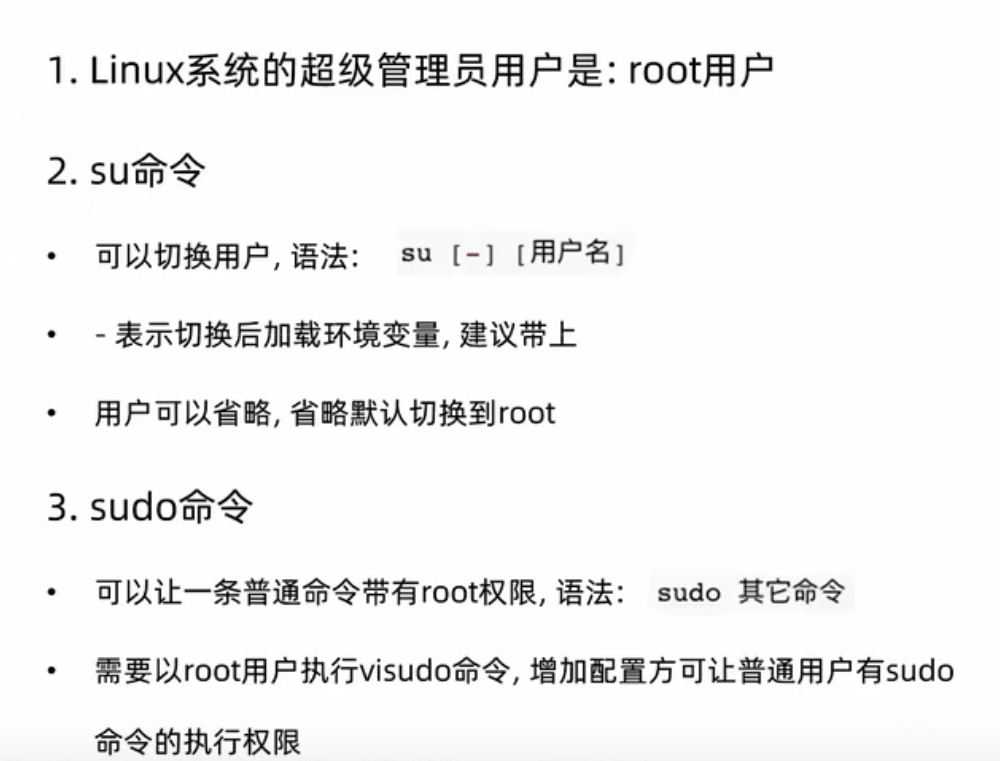 1. Linux系统的超级管理员用户是: root用户
2. su命令
• 可以切换用户, 语法： su [-] [用户名]
• - 表示切换后加载环境变量, 建议带上
• 用户可以省略, 省略默认切换到root
3. sudo命令
• 可以让一条普通命令带有root权限, 语法： sudo 其它命令
• 需要以root用户执行visudo命令, 增加配置方可让普通用户有sudo
命令的执行权限